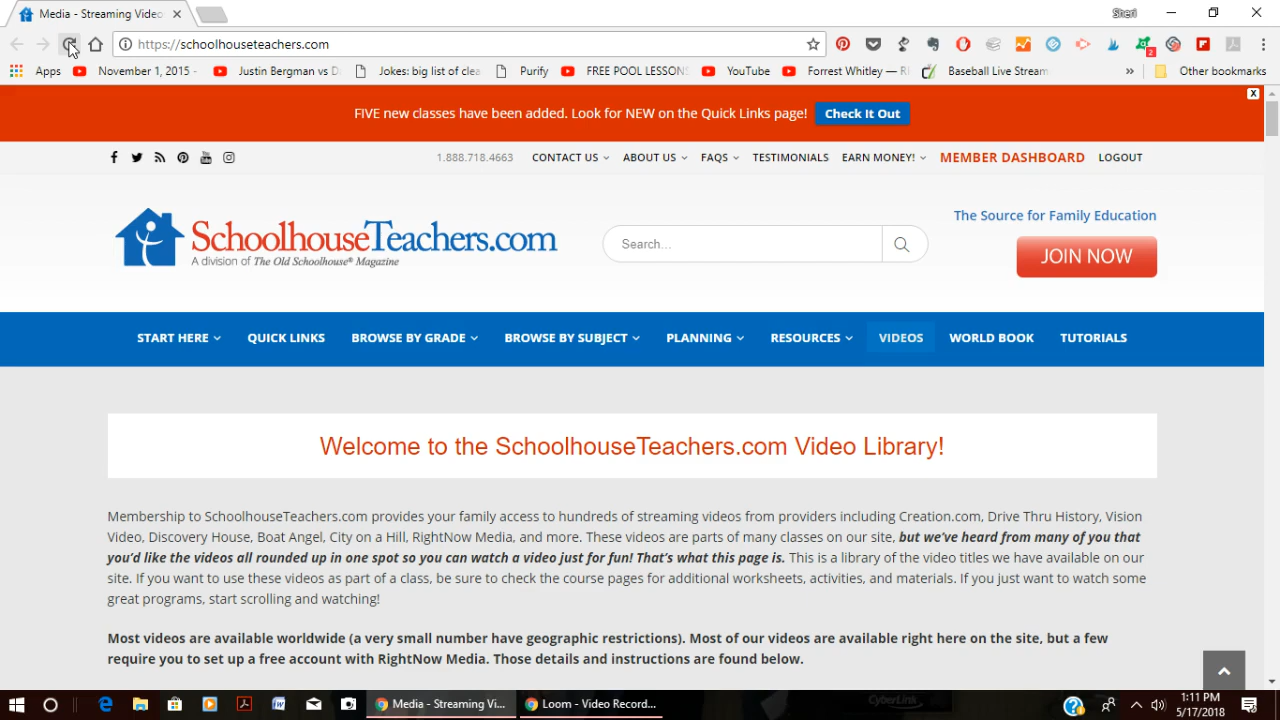 Media - Streaming Video
Sheri
https://schoolhouseteachers.com
2
Apps
November 1, 2015 -
Justin Bergman vs D
Jokes: big list of clea
Purify
FREE POOL LESSONS
YouTube
Forrest Whitley — RI
Baseball Live Stream
»
Other bookmarks
FIVE new classes have been added. Look for NEW on the Quick Links page!
Check It Out
X
1.888.718.4663
CONTACT US
ABOUT US
FAQS
TESTIMONIALS
EARN MONEY!
MEMBER DASHBOARD
LOGOUT
SchoolhouseTeachers.com
A division of The Old Schoolhouse® Magazine
Search...
The Source for Family Education
JOIN NOW
START HERE
QUICK LINKS
BROWSE BY GRADE
BROWSE BY SUBJECT
PLANNING
RESOURCES
VIDEOS
WORLD BOOK
TUTORIALS
Welcome to the SchoolhouseTeachers.com Video Library!
Membership to SchoolhouseTeachers.com provides your family access to hundreds of streaming videos from providers including Creation.com, Drive Thru History, Vision
Video, Discovery House, Boat Angel, City on a Hill, RightNow Media, and more. These videos are parts of many classes on our site, but we’ve heard from many of you that
you’d like the videos all rounded up in one spot so you can watch a video just for fun! That’s what this page is. This is a library of the video titles we have available on our
site. If you want to use these videos as part of a class, be sure to check the course pages for additional worksheets, activities, and materials. If you just want to watch some
great programs, start scrolling and watching!
Most videos are available worldwide (a very small number have geographic restrictions). Most of our videos are available right here on the site, but a few
require you to set up a free account with RightNow Media. Those details and instructions are found below.
Media - Streaming Vi...
Loom - Video Record...
CyberLink
1:11 PM
5/17/2018